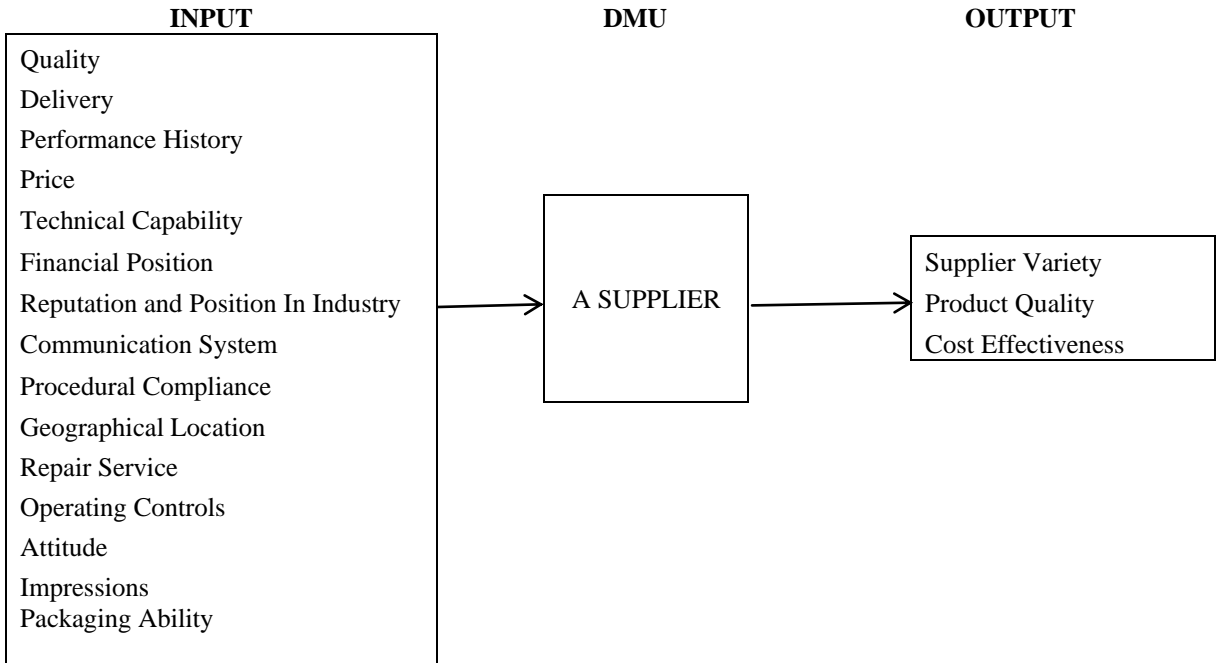 INPUT
DMU
OUTPUT
Quality
Delivery
Performance History
Price
Technical Capability
Financial Position
Reputation and Position In Industry
Communication System
Procedural Compliance
Geographical Location
Repair Service
Operating Controls
Attitude
Impressions
Packaging Ability
A SUPPLIER
Supplier Variety
Product Quality
Cost Effectiveness